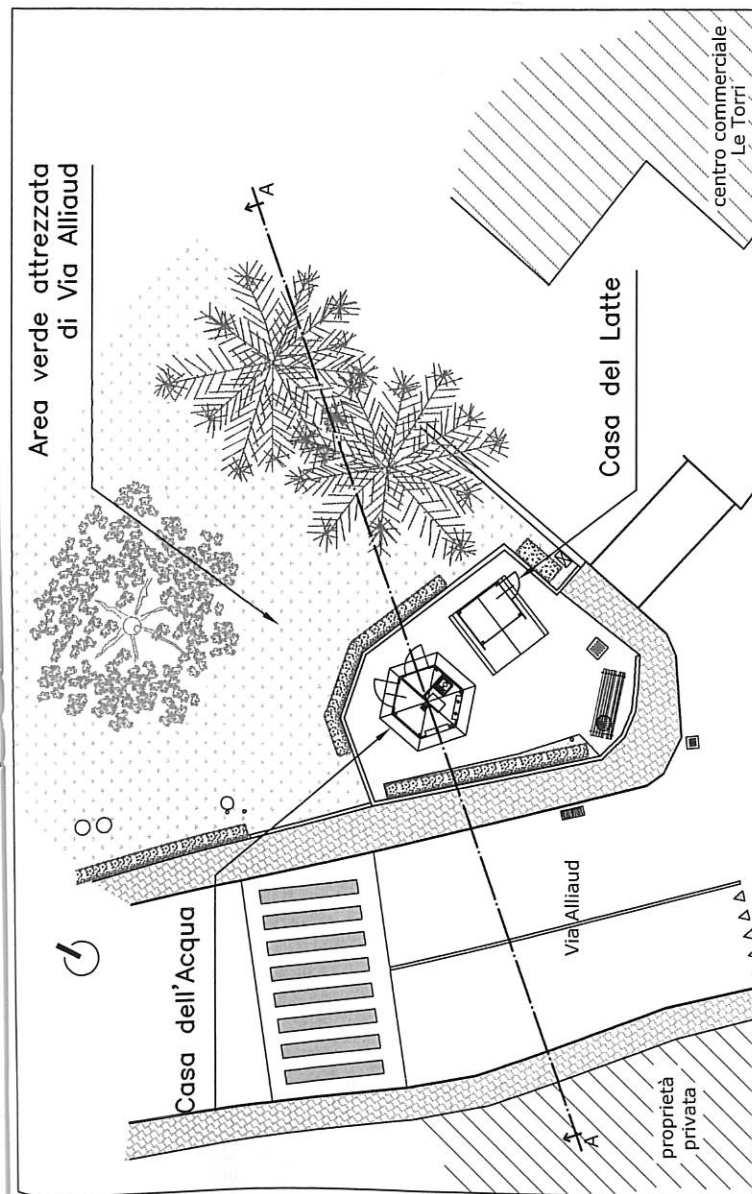 Area verde attrezzata
di Via Alliaud
A
centro commerciale
Le Torri
Casa del Latte
Casa dell'Acqua
Via Alliaud
A
proprietà
privata